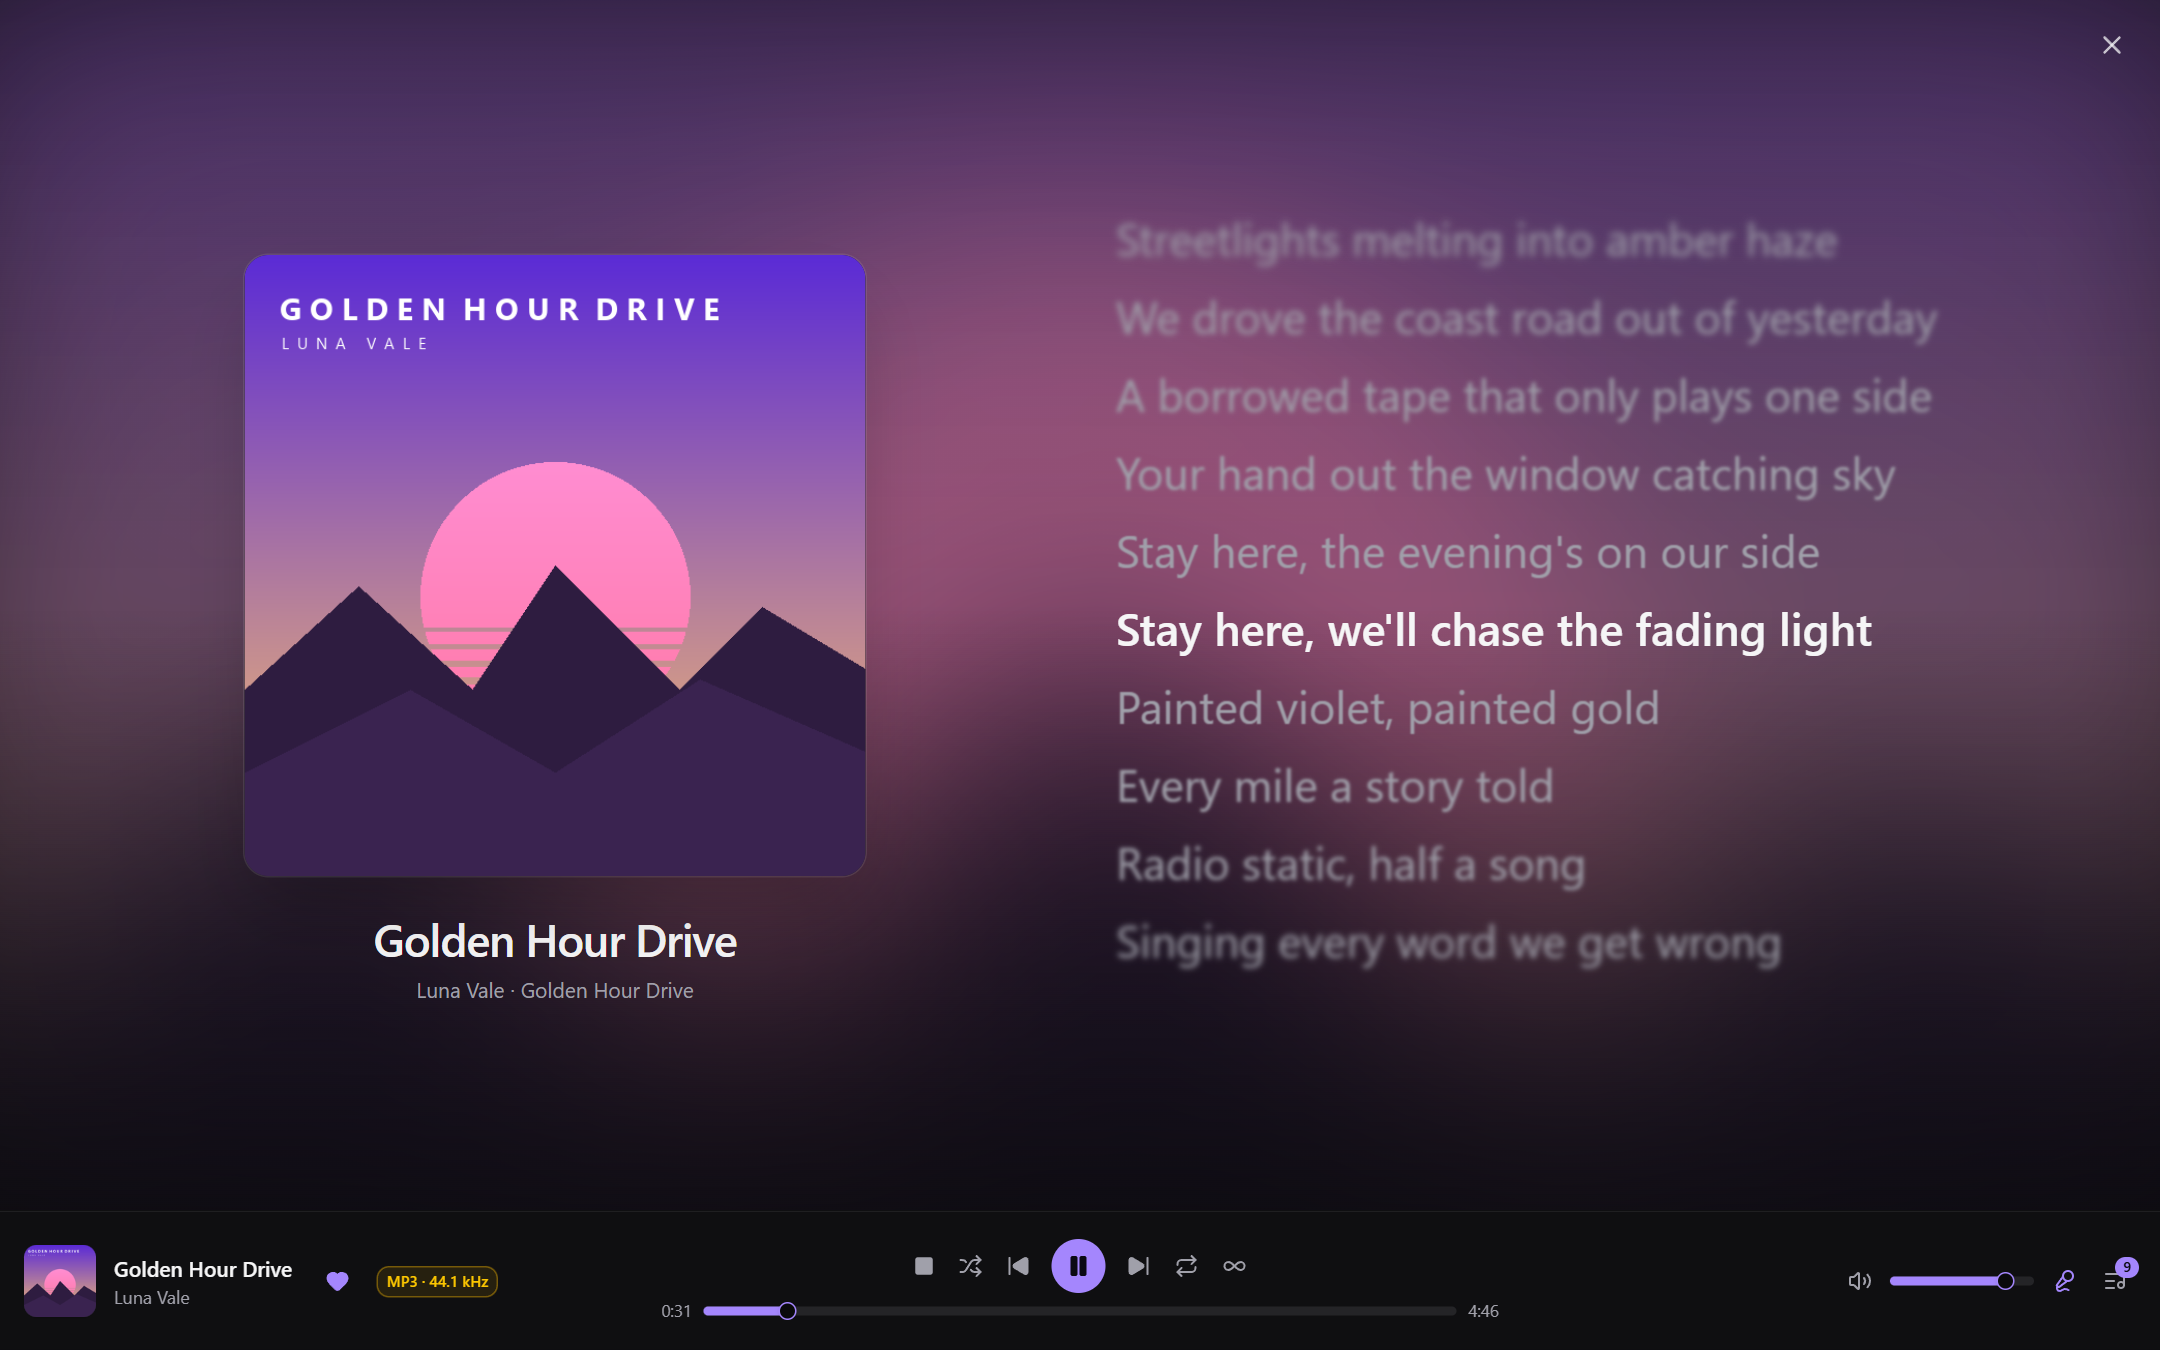 GOLDEN HOUR DRIVE
LUNA VALE
Golden Hour Drive
Luna Vale · Golden Hour Drive
Streetlights melting into amber haze
We drove the coast road out of yesterday
A borrowed tape that only plays one side
Your hand out the window catching sky
Stay here, the evening's on our side
Stay here, we'll chase the fading light
Painted violet, painted gold
Every mile a story told
Radio static, half a song
Singing every word we get wrong
GOLDEN HOUR DRIVE
Golden Hour Drive
Luna Vale
MP3 · 44.1 kHz
0:31
4:46
9